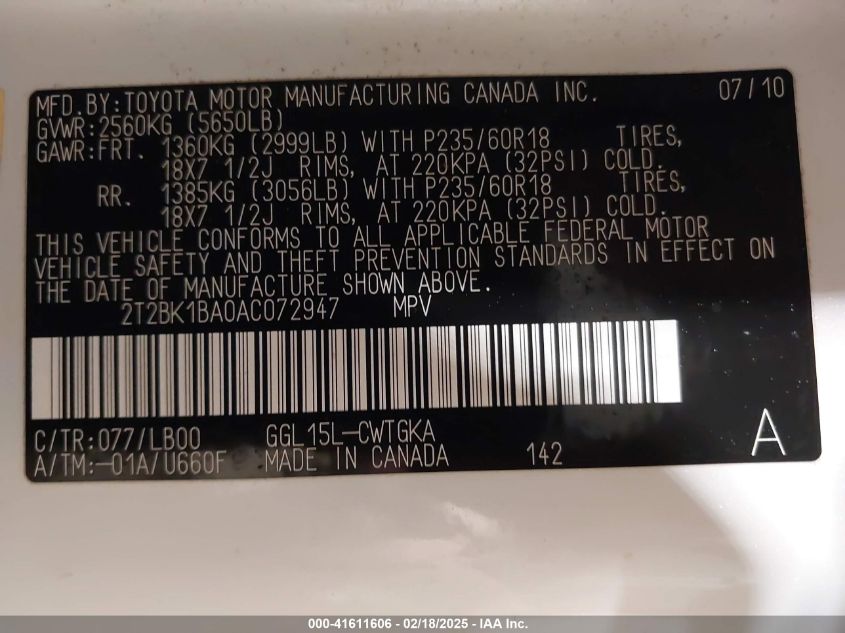 MFD.BY:TOYOTA MOTOR MANUFACTURING CANADA INC. 07/10
GVWR:2560KG (5650LB)
GAWR:FRT. 1360KG (2999LB) WITH P235/60R18 TIRES,
18X7 1/2J RIMS, AT 220KPA (32PSI) COLD.
RR. 1385KG (3056LB) WITH P235/60R18 TIRES,
18X7 1/2J RIMS, AT 220KPA (32PSI) COLD.
THIS VEHICLE CONFORMS TO ALL APPLICABLE FEDERAL MOTOR
VEHICLE SAFETY AND THEFT PREVENTION STANDARDS IN EFFECT ON
THE DATE OF MANUFACTURE SHOWN ABOVE.
2T2BK1BA0AC072947 MPV
C/TR:077/LB00 GGL15L-CWTGKA
A/TM:-01A/U660F MADE IN CANADA 142 A
000-41611606 - 02/18/2025 - IAA Inc.